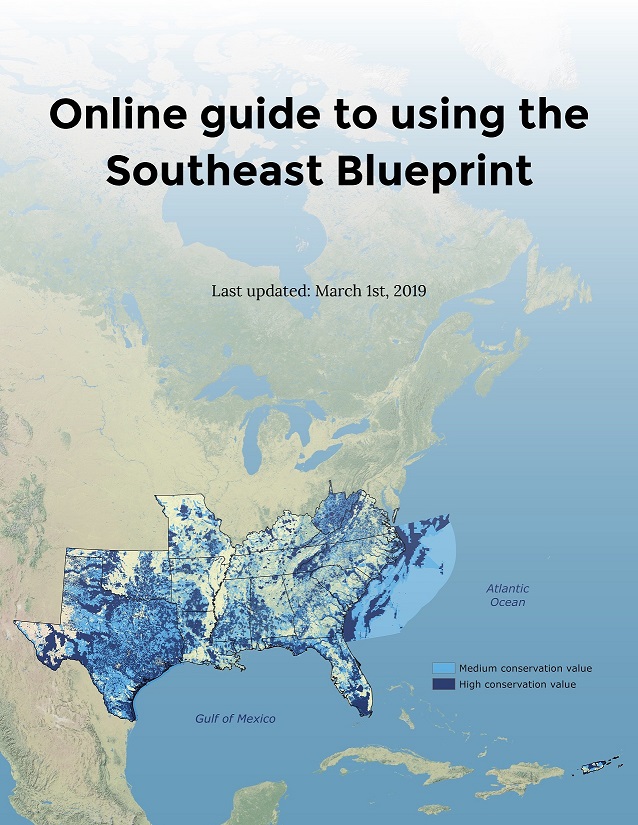 Online guide to using the
Southeast Blueprint
Last updated: March 1st, 2019
Atlantic
Ocean
Medium conservation value
High conservation value
Gulf of Mexico